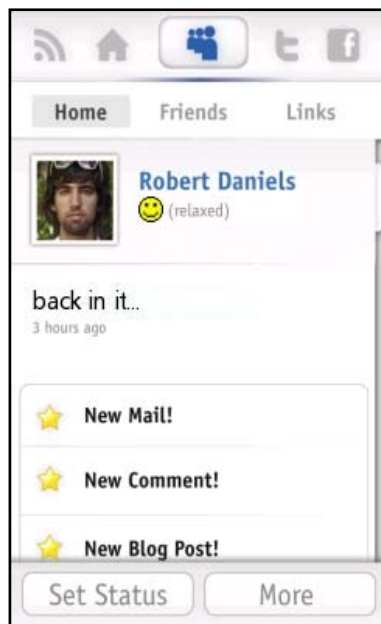 Home Friends Links
Robert Daniels
(relaxed)
back in it...
3 hours ago
New Mail!
New Comment!
New Blog Post!
Set Status More